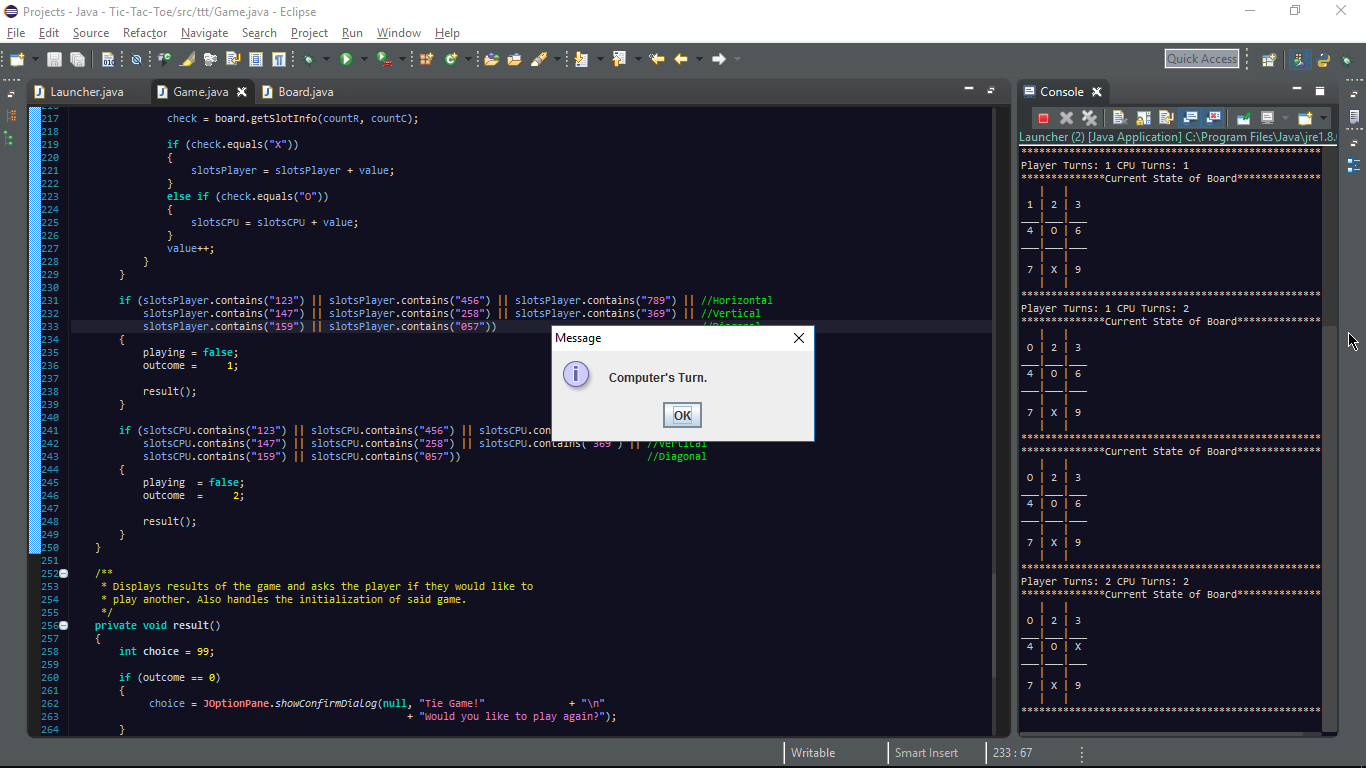 Projects - Java - Tic-Tac-Toe/src/ttt/Game.java - Eclipse
File Edit Source Refactor Navigate Search Project Run Window Help
Quick Access
Launcher.java Game.java Board.java
217 check = board.getSlotInfo(countR, countC);
218
219 if (check.equals("X"))
220 {
221 slotsPlayer = slotsPlayer + value;
222 }
223 else if (check.equals("O"))
224 {
225 slotsCPU = slotsCPU + value;
226 }
227 value++;
228 }
229 }
230
231 if (slotsPlayer.contains("123") || slotsPlayer.contains("456") || slotsPlayer.contains("789") || //Horizontal
232 slotsPlayer.contains("147") || slotsPlayer.contains("258") || slotsPlayer.contains("369") || //Vertical
233 slotsPlayer.contains("159") || slotsPlayer.contains("057")) //Diagonal
234 {
235 playing = false;
236 outcome = 1;
237
238 result();
239 }
240
241 if (slotsCPU.contains("123") || slotsCPU.contains("456") || slotsCPU.con
242 slotsCPU.contains("147") || slotsCPU.contains("258") || slotsCPU.contains("369") || //Vertical
243 slotsCPU.contains("159") || slotsCPU.contains("057")) //Diagonal
244 {
245 playing = false;
246 outcome = 2;
247
248 result();
249 }
250 }
251
252 /**
253 * Displays results of the game and asks the player if they would like to
254 * play another. Also handles the initialization of said game.
255 */
256 private void result()
257 {
258 int choice = 99;
259
260 if (outcome == 0)
261 {
262 choice = JOptionPane.showConfirmDialog(null, "Tie Game!" + "\n"
263 + "Would you like to play again?");
264 }
Message
Computer's Turn.
OK
Console
Launcher (2) [Java Application] C:\Program Files\Java\jre1.8.
**************************************************
Player Turns: 1 CPU Turns: 1
**************Current State of Board**************
| |
1 | 2 | 3
___|___|___
4 | O | 6
___|___|___
| |
7 | X | 9
| |
**************************************************
Player Turns: 1 CPU Turns: 2
**************Current State of Board**************
| |
O | 2 | 3
___|___|___
4 | O | 6
___|___|___
| |
7 | X | 9
| |
**************************************************
**************Current State of Board**************
| |
O | 2 | 3
___|___|___
4 | O | 6
___|___|___
| |
7 | X | 9
| |
**************************************************
Player Turns: 2 CPU Turns: 2
**************Current State of Board**************
| |
O | 2 | 3
___|___|___
4 | O | X
___|___|___
| |
7 | X | 9
| |
**************************************************
Writable Smart Insert 233 : 67